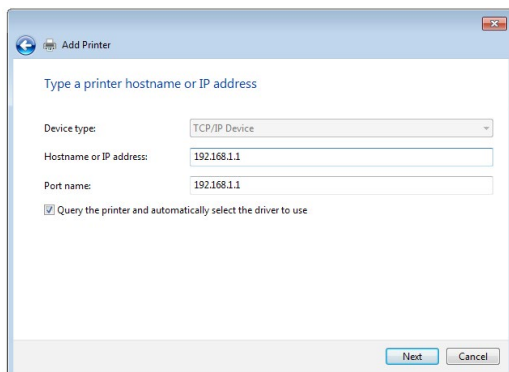 Add Printer
Type a printer hostname or IP address
Device type: TCP/IP Device
Hostname or IP address: 192.168.1.1
Port name: 192.168.1.1
Query the printer and automatically select the driver to use
Next Cancel